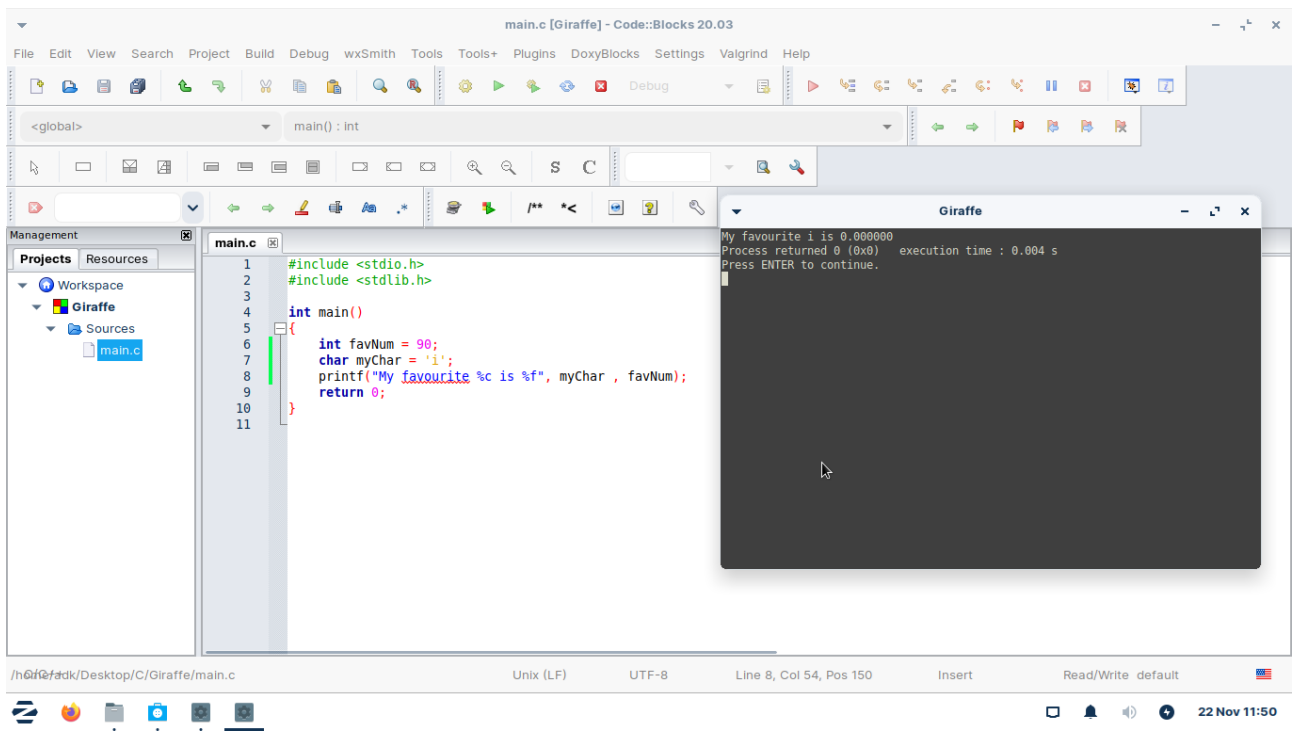 main.c [Giraffe] - Code::Blocks 20.03
File Edit View Search Project Build Debug wxSmith Tools Tools+ Plugins DoxyBlocks Settings Valgrind Help
Debug
<global> main() : int
S C
/** *<
Management
Projects Resources
Workspace
Giraffe
Sources
main.c
main.c
1 #include <stdio.h>
2 #include <stdlib.h>
3
4 int main()
5 {
6 int favNum = 90;
7 char myChar = 'i';
8 printf("My favourite %c is %f", myChar , favNum);
9 return 0;
10 }
11
Giraffe
My favourite i is 0.000000
Process returned 0 (0x0) execution time : 0.004 s
Press ENTER to continue.
dk/Desktop/C/Giraffe/main.c Unix (LF) UTF-8 Line 8, Col 54, Pos 150 Insert Read/Write default
22 Nov 11:50